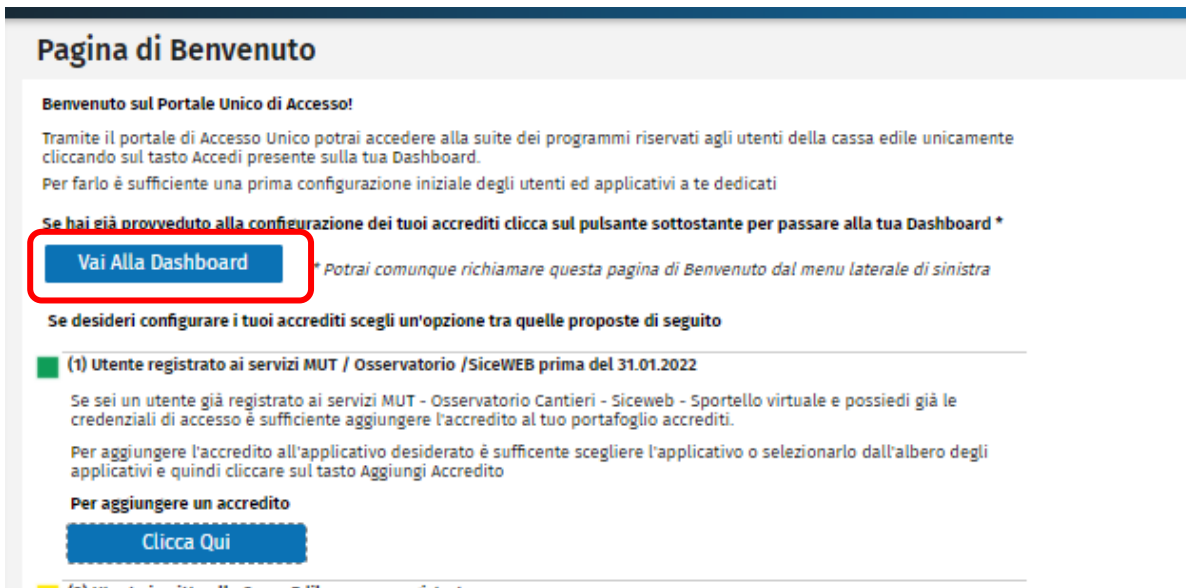 Pagina di Benvenuto
Benvenuto sul Portale Unico di Accesso!
Tramite il portale di Accesso Unico potrai accedere alla suite dei programmi riservati agli utenti della cassa edile unicamente
cliccando sul tasto Accedi presente sulla tua Dashboard.
Per farlo è sufficiente una prima configurazione iniziale degli utenti ed applicativi a te dedicati
Se hai già provveduto alla configurazione dei tuoi accrediti clicca sul pulsante sottostante per passare alla tua Dashboard *
Vai Alla Dashboard
* Potrai comunque richiamare questa pagina di Benvenuto dal menu laterale di sinistra
Se desideri configurare i tuoi accrediti scegli un'opzione tra quelle proposte di seguito
(1) Utente registrato ai servizi MUT / Osservatorio /SiceWEB prima del 31.01.2022
Se sei un utente già registrato ai servizi MUT - Osservatorio Cantieri - Siceweb - Sportello virtuale e possiedi già le
credenziali di accesso è sufficiente aggiungere l'accredito al tuo portafoglio accrediti.
Per aggiungere l'accredito all'applicativo desiderato è sufficente scegliere l'applicativo o selezionarlo dall'albero degli
applicativi e quindi cliccare sul tasto Aggiungi Accredito
Per aggiungere un accredito
Clicca Qui